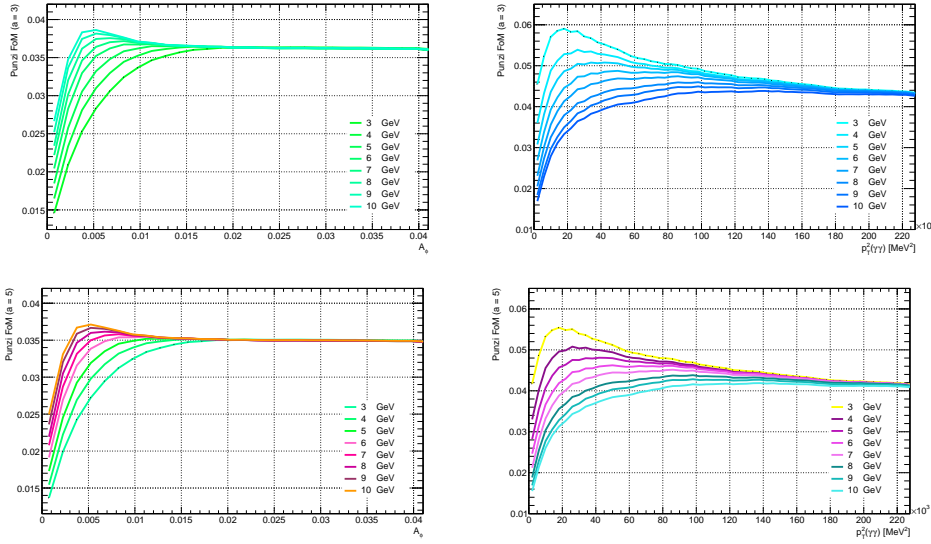 Punzi FoM (a = 3)
0.04
0.035
0.03
0.025
0.02
0.015
3 GeV
4 GeV
5 GeV
6 GeV
7 GeV
8 GeV
9 GeV
10 GeV
0 0.005 0.01 0.015 0.02 0.025 0.03 0.035 0.04
Punzi FoM (a = 3)
0.06
0.05
0.04
0.03
0.02
0.01
3 GeV
4 GeV
5 GeV
6 GeV
7 GeV
8 GeV
9 GeV
10 GeV
0 20 40 60 80 100 120 140 160 180 200 220
p_T^2(γγ) [MeV^2]
Punzi FoM (a = 5)
0.04
0.035
0.03
0.025
0.02
0.015
3 GeV
4 GeV
5 GeV
6 GeV
7 GeV
8 GeV
9 GeV
10 GeV
0 0.005 0.01 0.015 0.02 0.025 0.03 0.035 0.04
Punzi FoM (a = 5)
0.06
0.05
0.04
0.03
0.02
0.01
3 GeV
4 GeV
5 GeV
6 GeV
7 GeV
8 GeV
9 GeV
10 GeV
0 20 40 60 80 100 120 140 160 180 200 220
×10^3
p_T^2(γγ) [MeV^2]